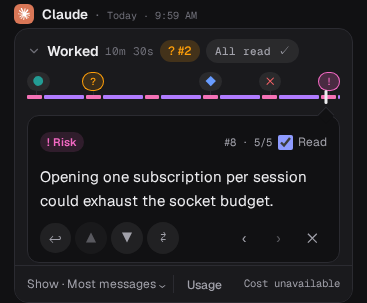 Claude · Today · 9:59 AM
Worked 10m 30s ? #2 All read ✓
? !
! Risk #8 · 5/5 Read
Opening one subscription per session
could exhaust the socket budget.
Show · Most messages Usage Cost unavailable